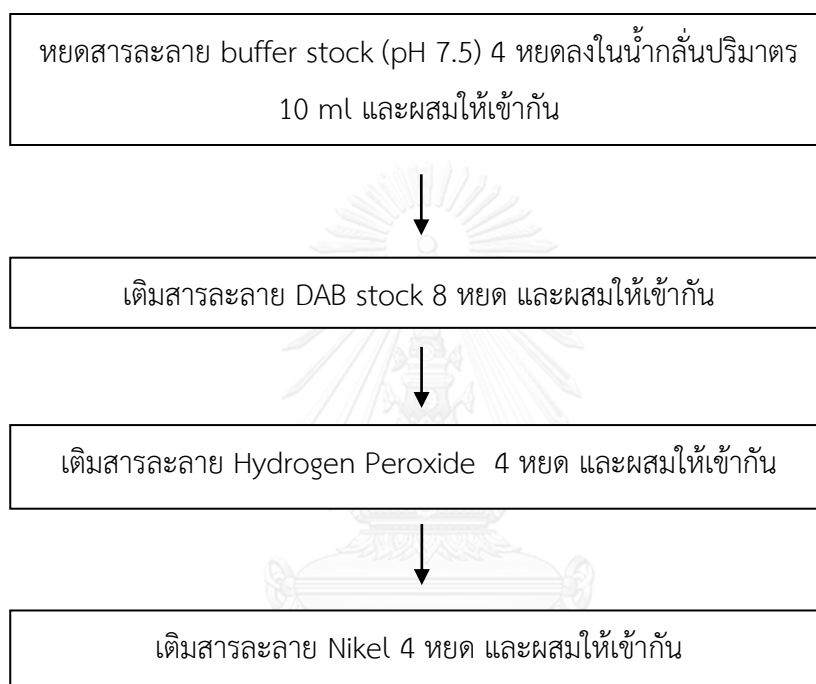 หยดสารละลาย buffer stock (pH 7.5) 4 หยดลงในน้ำกลั่นปริมาตร
10 ml และผสมให้เข้ากัน
เติมสารละลาย DAB stock 8 หยด และผสมให้เข้ากัน
เติมสารละลาย Hydrogen Peroxide 4 หยด และผสมให้เข้ากัน
เติมสารละลาย Nikel 4 หยด และผสมให้เข้ากัน